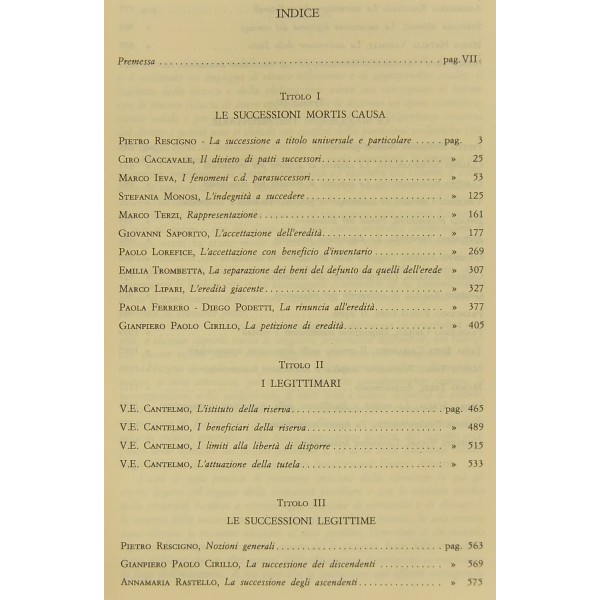 INDICE
Premessa . . . . . . . . . . . . . . . . . . . . pag. VII
TITOLO I
LE SUCCESSIONI MORTIS CAUSA
PIETRO RESCIGNO - La successione a titolo universale e particolare . . . . . pag. 3
CIRO CACCAVALE, Il divieto di patti successori . . . . . . . . . . » 25
MARCO IEVA, I fenomeni c.d. parasuccessori . . . . . . . . . . » 53
STEFANIA MONOSI, L'indegnità a succedere . . . . . . . . . . » 125
MARCO TERZI, Rappresentazione . . . . . . . . . . » 161
GIOVANNI SAPORITO, L'accettazione dell'eredità . . . . . . . . . . » 177
PAOLO LOREFICE, L'accettazione con beneficio d'inventario . . . . . . . . . . » 269
EMILIA TROMBETTA, La separazione dei beni del defunto da quelli dell'erede » 307
MARCO LIPARI, L'eredità giacente . . . . . . . . . . » 327
PAOLA FERRERO - DIEGO PODETTI, La rinuncia all'eredità . . . . . . . . . . » 377
GIANPIERO PAOLO CIRILLO, La petizione di eredità . . . . . . . . . . » 405
TITOLO II
I LEGITTIMARI
V.E. CANTELMO, L'istituto della riserva . . . . . . . . . . pag. 465
V.E. CANTELMO, I beneficiari della riserva . . . . . . . . . . » 489
V.E. CANTELMO, I limiti alla libertà di disporre . . . . . . . . . . » 515
V.E. CANTELMO, L'attuazione della tutela . . . . . . . . . . » 533
TITOLO III
LE SUCCESSIONI LEGITTIME
PIETRO RESCIGNO, Nozioni generali . . . . . . . . . . pag. 563
GIANPIERO PAOLO CIRILLO, La successione dei discendenti . . . . . . . . . . » 569
ANNAMARIA RASTELLO, La successione degli ascendenti . . . . . . . . . . » 575